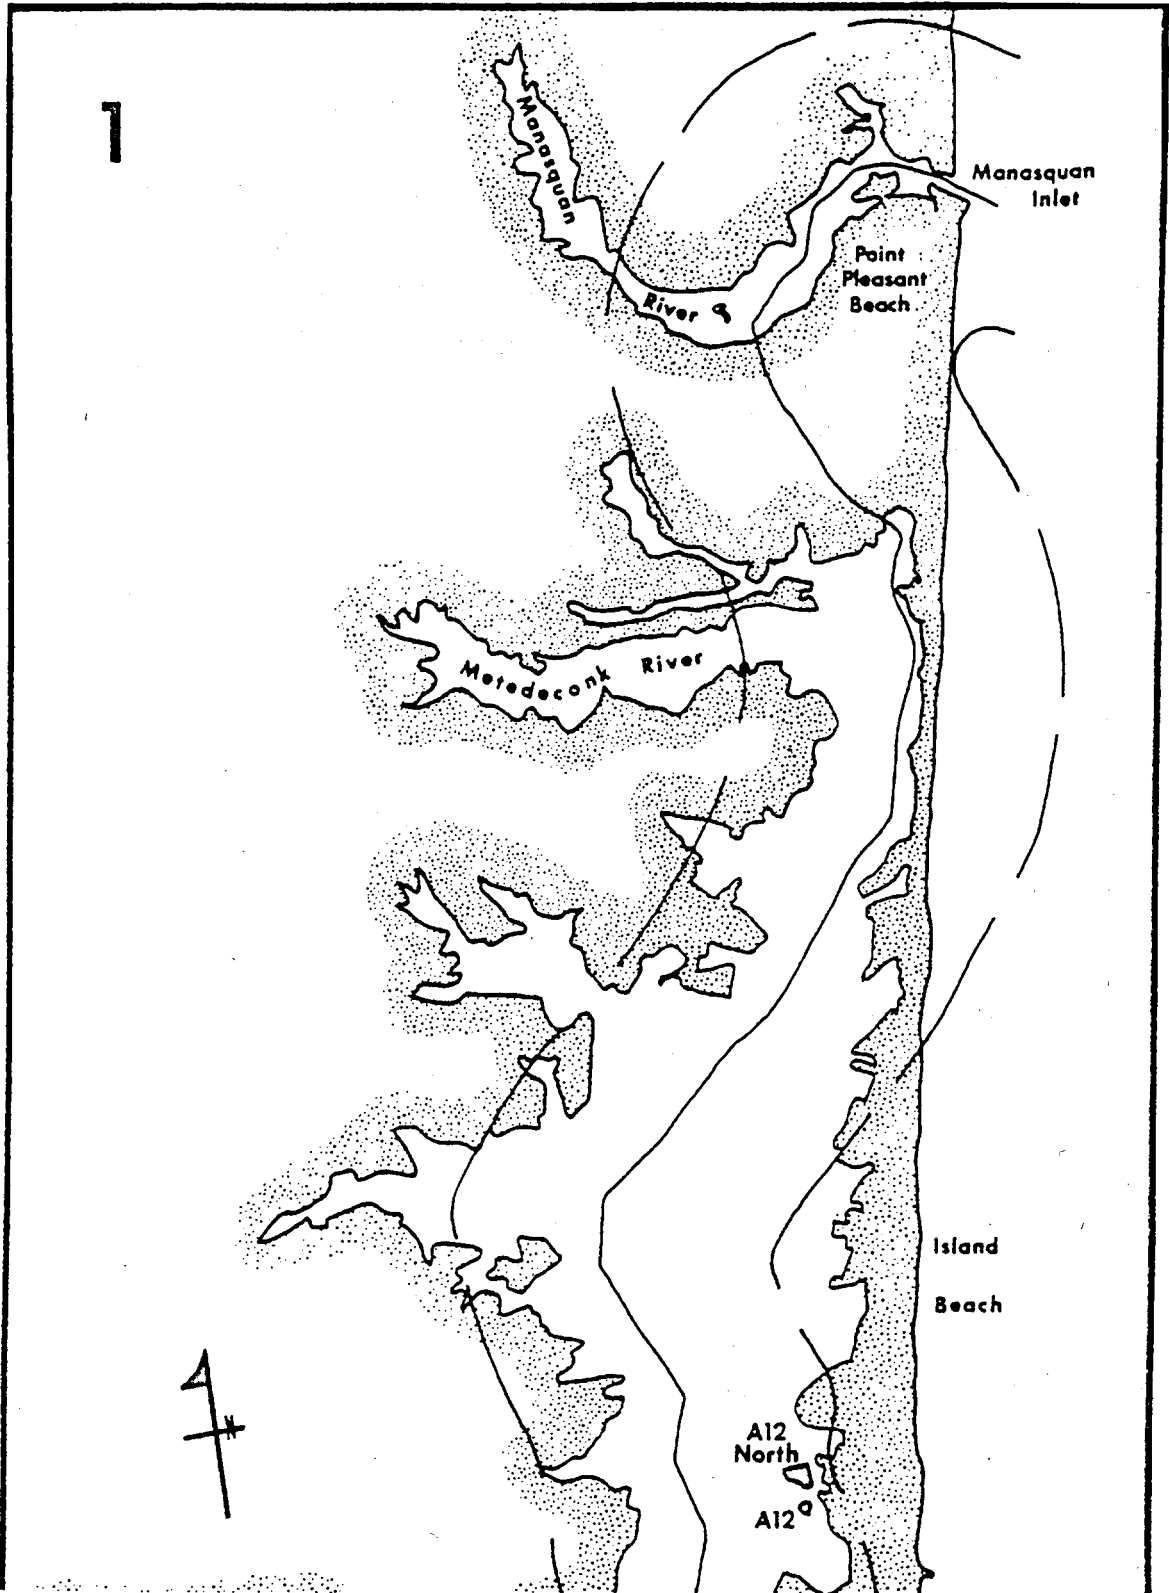 1
Manasquan
River
Manasquan
Inlet
Point
Pleasant
Beach
Metedeconk River
Island
Beach
A12
North
A12
N